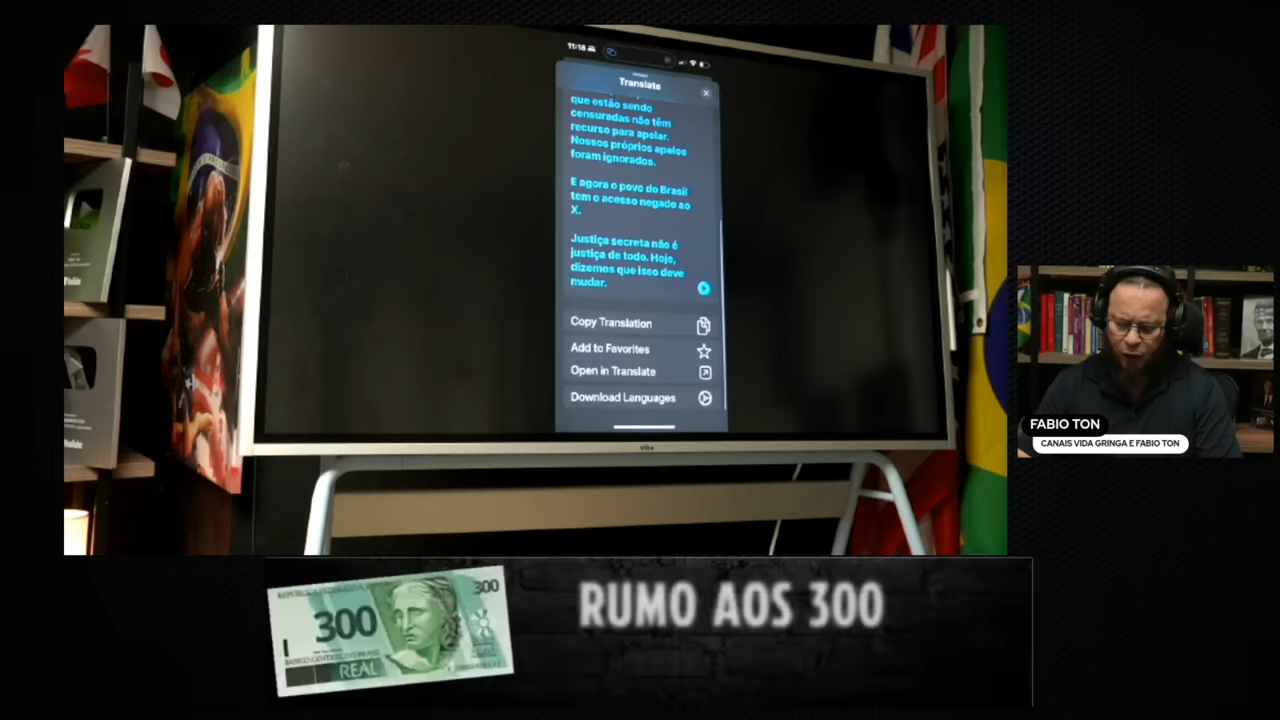 11:18
Translate
que estão sendo
censuradas não têm
recurso para apelar.
Nossos próprios apelos
foram ignorados.
E agora o povo do Brasil
tem o acesso negado ao
X.
Justiça secreta não é
justiça de todo. Hoje,
dizemos que isso deve
mudar.
Copy Translation
Add to Favorites
Open in Translate
Download Languages
vibe
FABIO TON
CANAIS VIDA GRINGA E FABIO TON
300
300
REAL
RUMO AOS 300